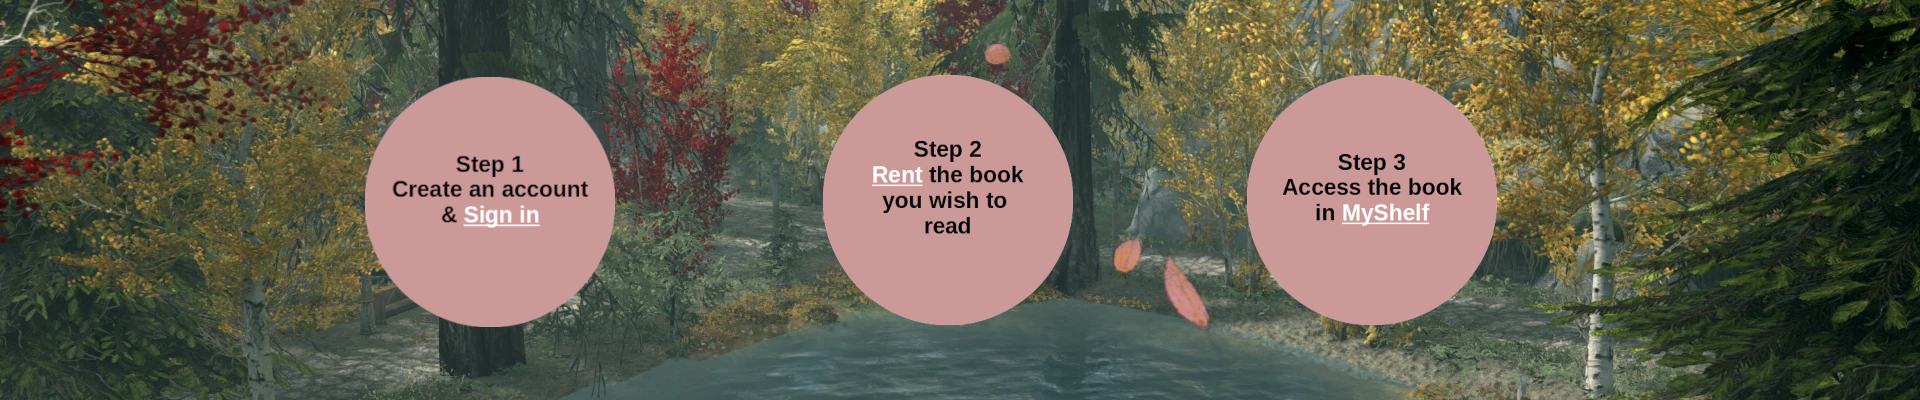 Step 1
Create an account
& Sign in
Step 2
Rent the book
you wish to
read
Step 3
Access the book
in MyShelf